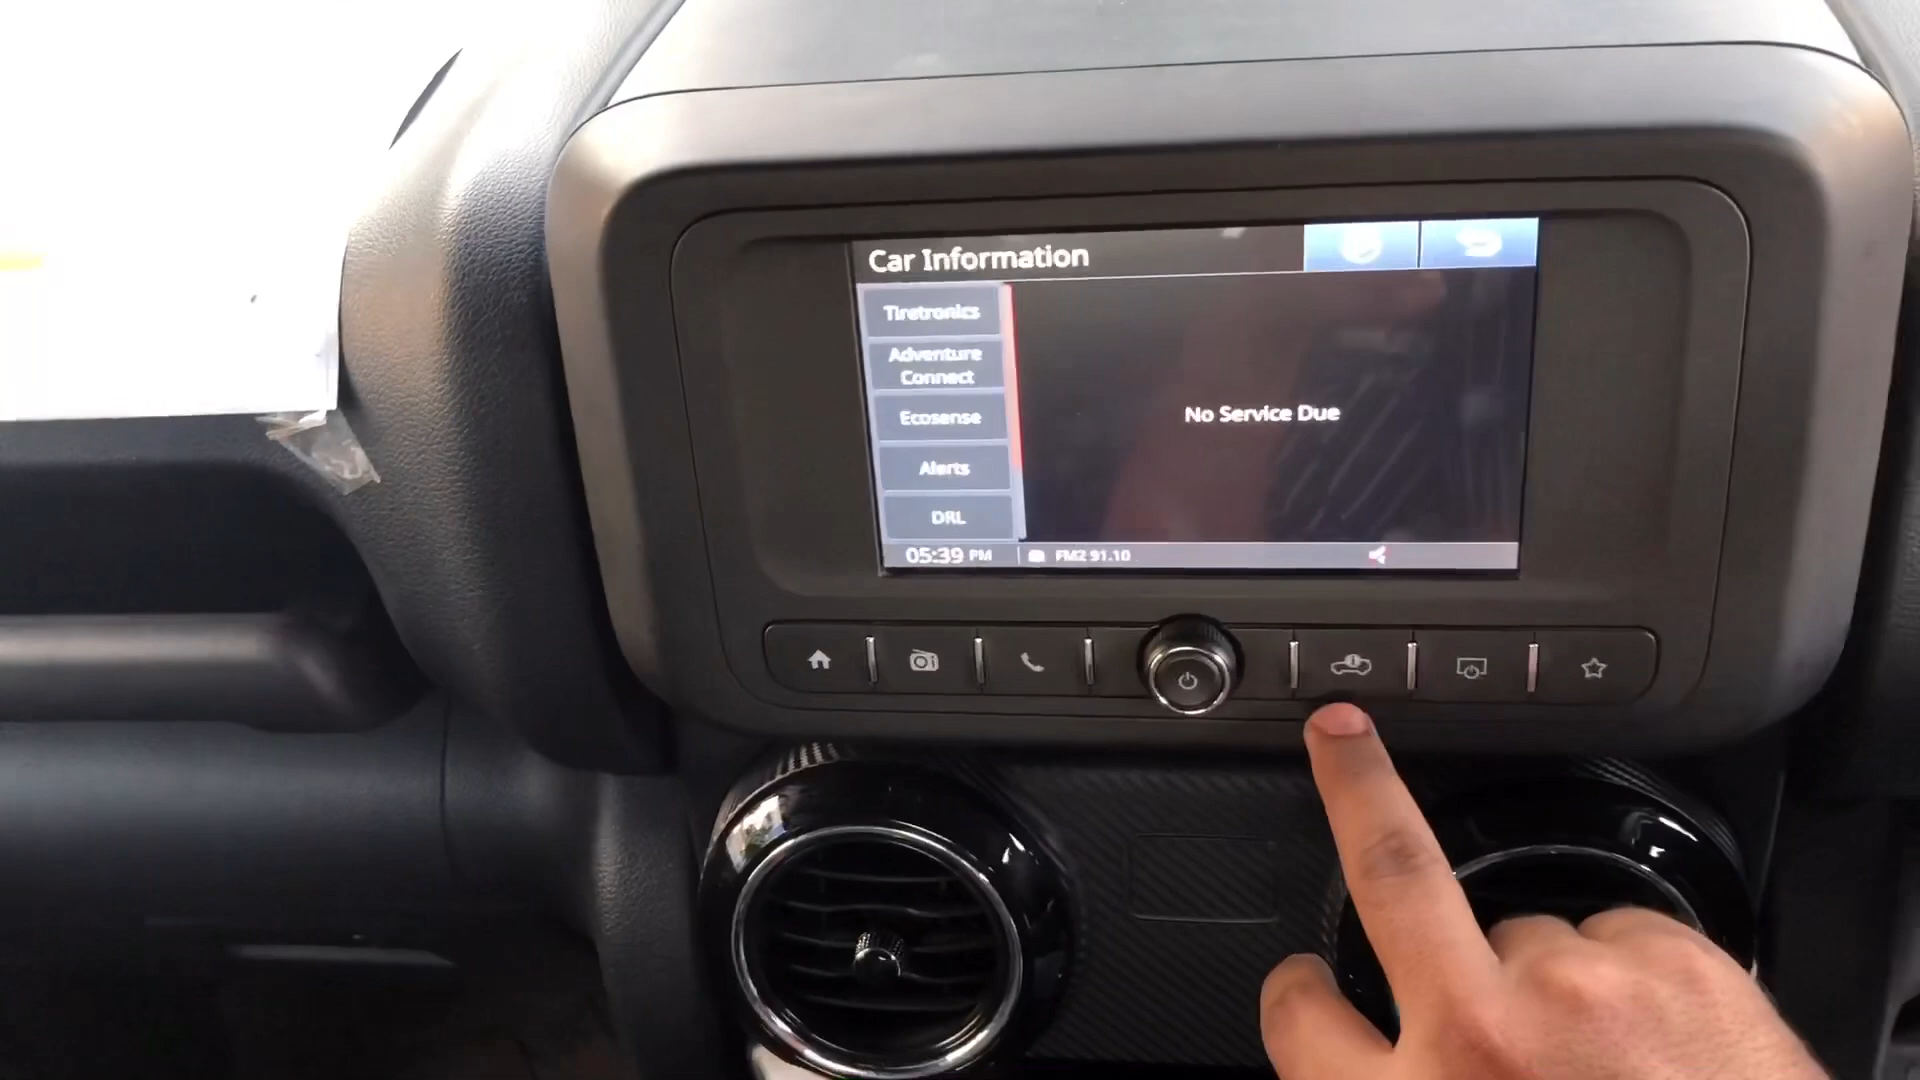 Car Information
Tiretronics
Adventure
Connect
Ecosense
Alerts
DRL
No Service Due
05:39 PM
FM2 91.10